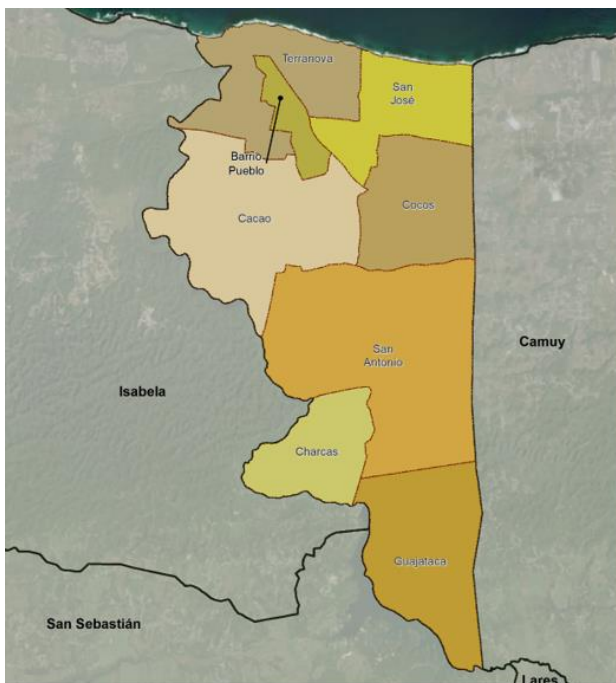 Terranova
San
José
Barrio
Pueblo
Cacao
Cocos
San
Antonio
Camuy
Isabela
Charcas
Guajataca
San Sebastián
Lares